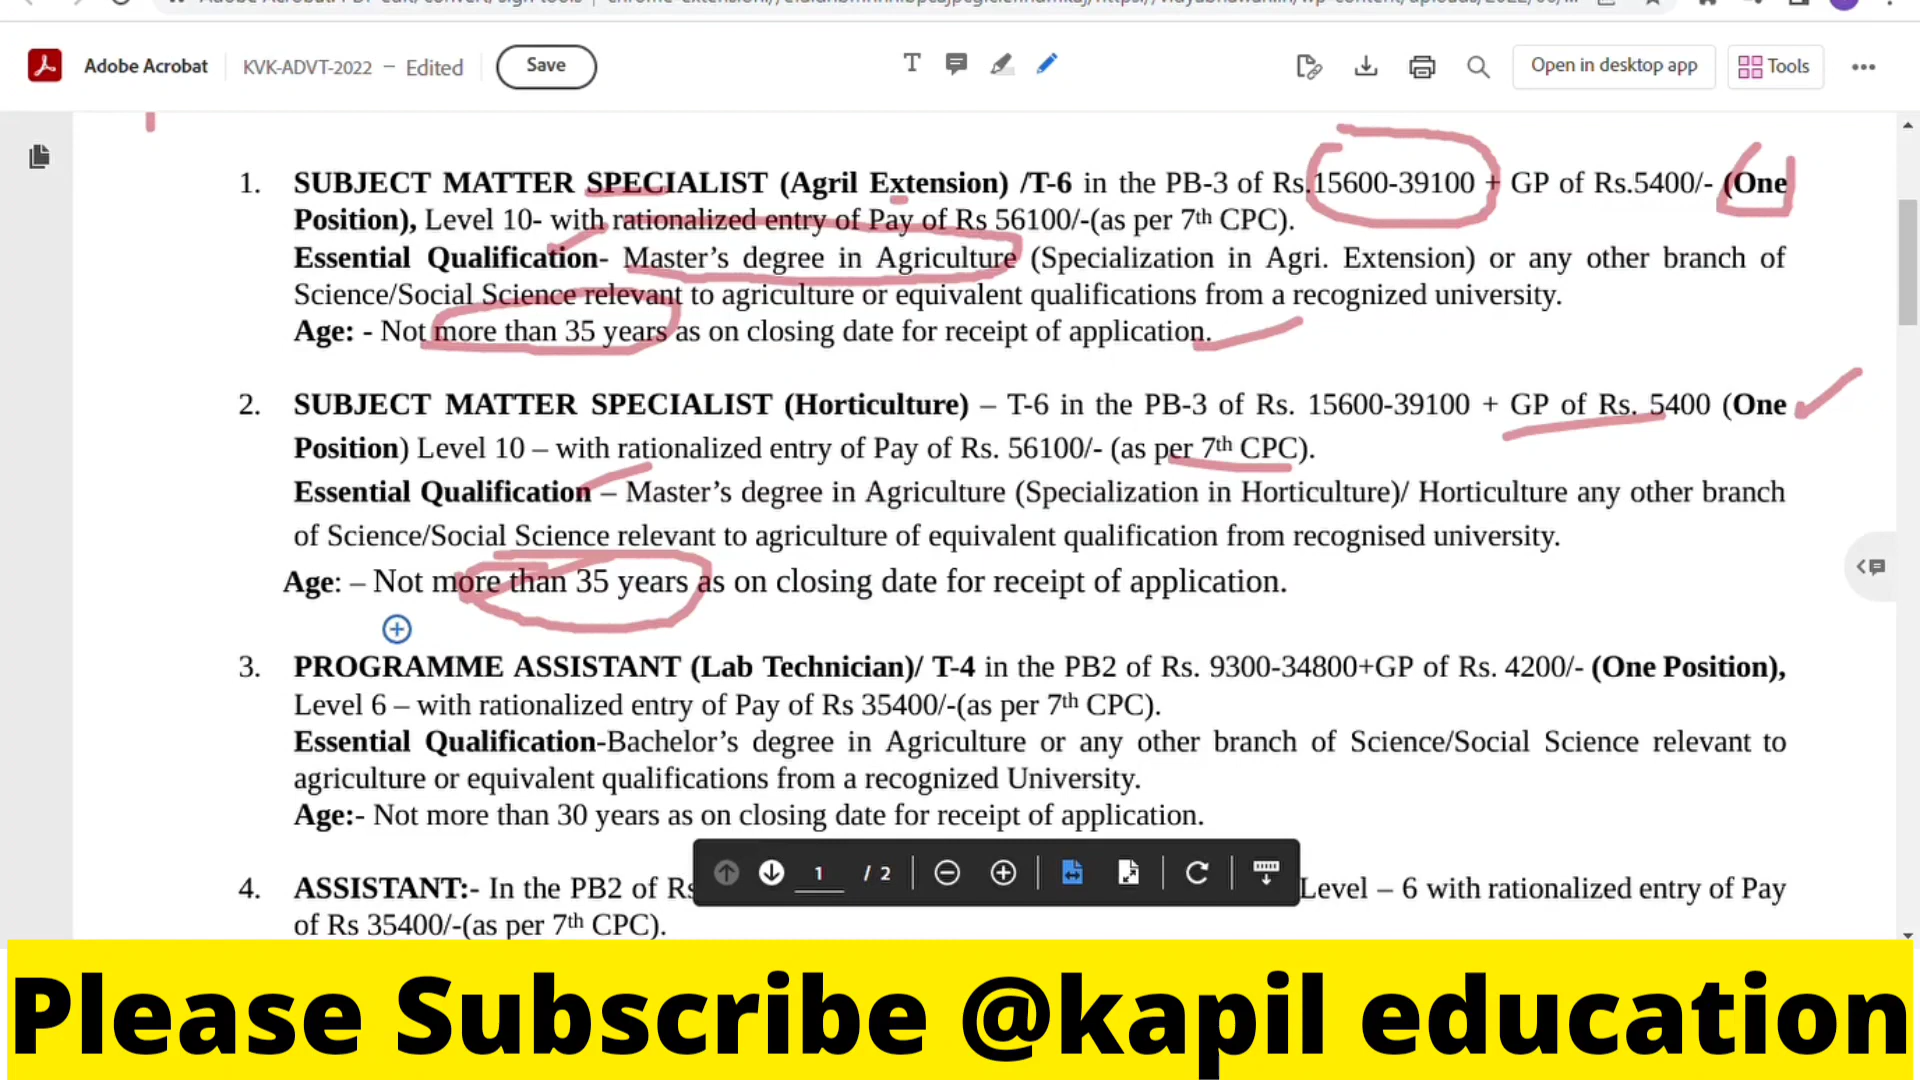 Adobe Acrobat
KVK-ADVT-2022 – Edited
Save
Open in desktop app
Tools
1. SUBJECT MATTER SPECIALIST (Agril Extension) /T-6 in the PB-3 of Rs.15600-39100 + GP of Rs.5400/- (One
Position), Level 10- with rationalized entry of Pay of Rs 56100/-(as per 7th CPC).
Essential Qualification- Master’s degree in Agriculture (Specialization in Agri. Extension) or any other branch of
Science/Social Science relevant to agriculture or equivalent qualifications from a recognized university.
Age: - Not more than 35 years as on closing date for receipt of application.
2. SUBJECT MATTER SPECIALIST (Horticulture) – T-6 in the PB-3 of Rs. 15600-39100 + GP of Rs. 5400 (One
Position) Level 10 – with rationalized entry of Pay of Rs. 56100/- (as per 7th CPC).
Essential Qualification – Master’s degree in Agriculture (Specialization in Horticulture)/ Horticulture any other branch
of Science/Social Science relevant to agriculture of equivalent qualification from recognised university.
Age: – Not more than 35 years as on closing date for receipt of application.
3. PROGRAMME ASSISTANT (Lab Technician)/ T-4 in the PB2 of Rs. 9300-34800+GP of Rs. 4200/- (One Position),
Level 6 – with rationalized entry of Pay of Rs 35400/-(as per 7th CPC).
Essential Qualification-Bachelor’s degree in Agriculture or any other branch of Science/Social Science relevant to
agriculture or equivalent qualifications from a recognized University.
Age:- Not more than 30 years as on closing date for receipt of application.
1 / 2
4. ASSISTANT:- In the PB2 of Rs Level – 6 with rationalized entry of Pay
of Rs 35400/-(as per 7th CPC).
Please Subscribe @kapil education